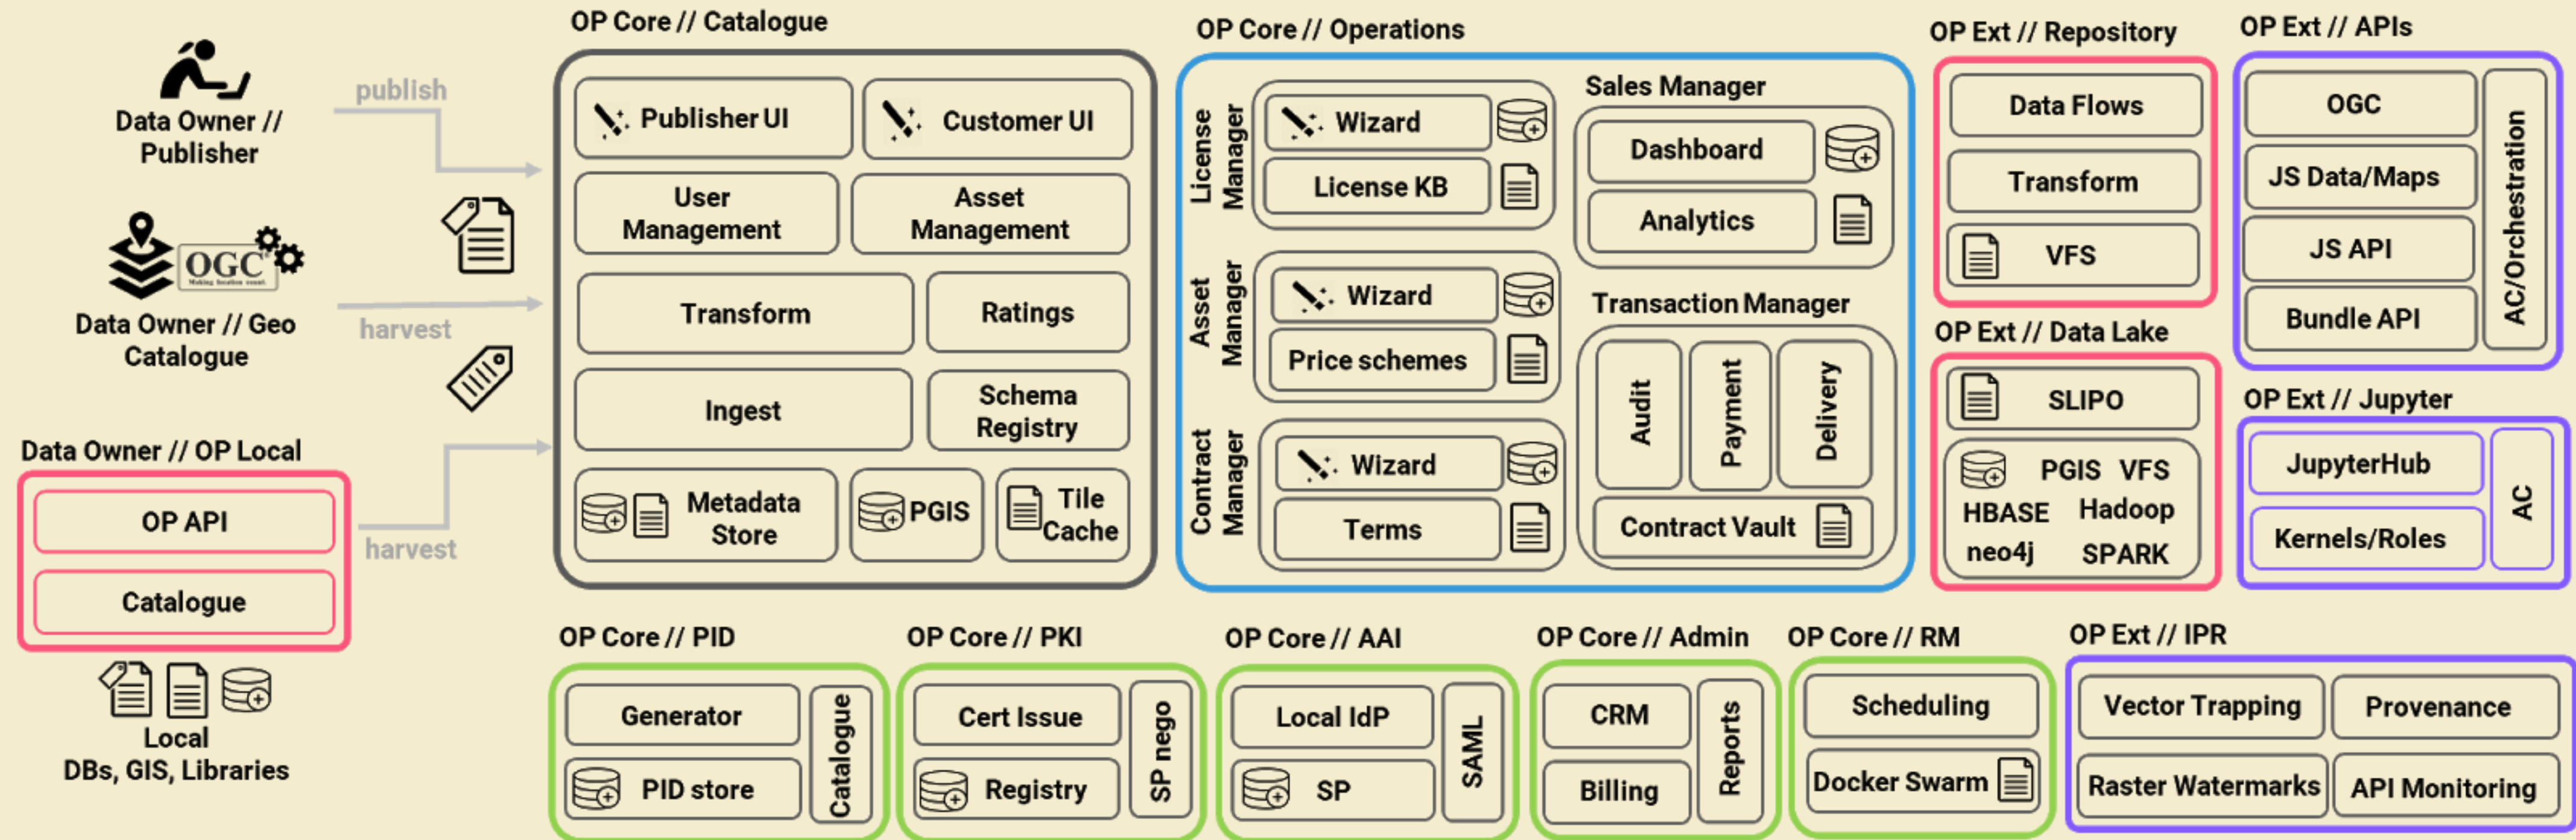 Data Owner //
Publisher
publish
OGC
Making location count.
Data Owner // Geo
Catalogue
harvest
Data Owner // OP Local
OP API
Catalogue
harvest
Local
DBs, GIS, Libraries
OP Core // Catalogue
Publisher UI
Customer UI
User
Management
Asset
Management
Transform
Ratings
Ingest
Schema
Registry
Metadata
Store
PGIS
Tile
Cache
OP Core // Operations
License
Manager
Wizard
License KB
Asset
Manager
Wizard
Price schemes
Contract
Manager
Wizard
Terms
Sales Manager
Dashboard
Analytics
Transaction Manager
Audit
Payment
Delivery
Contract Vault
OP Ext // Repository
Data Flows
Transform
VFS
OP Ext // Data Lake
SLIPO
PGIS VFS
HBASE Hadoop
neo4j SPARK
OP Ext // APIs
OGC
JS Data/Maps
JS API
Bundle API
AC/Orchestration
OP Ext // Jupyter
JupyterHub
Kernels/Roles
AC
OP Core // PID
Generator
PID store
Catalogue
OP Core // PKI
Cert Issue
Registry
SP nego
OP Core // AAI
Local IdP
SP
SAML
OP Core // Admin
CRM
Billing
Reports
OP Core // RM
Scheduling
Docker Swarm
OP Ext // IPR
Vector Trapping
Provenance
Raster Watermarks
API Monitoring